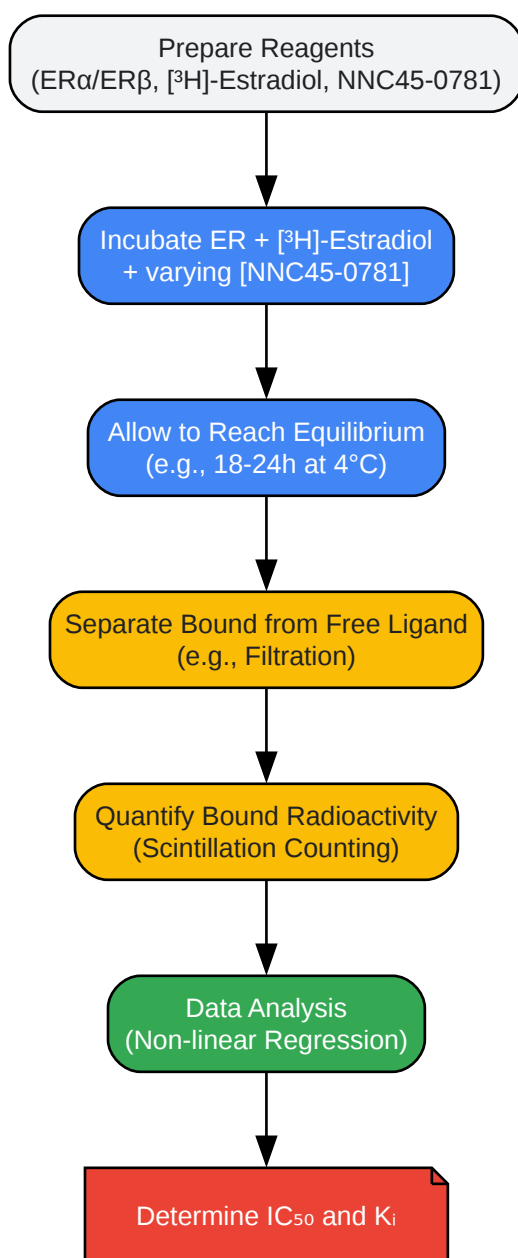 Prepare Reagents
(ERα/ERβ, [³H]-Estradiol, NNC45-0781)
Incubate ER + [³H]-Estradiol
+ varying [NNC45-0781]
Allow to Reach Equilibrium
(e.g., 18-24h at 4°C)
Separate Bound from Free Ligand
(e.g., Filtration)
Quantify Bound Radioactivity
(Scintillation Counting)
Data Analysis
(Non-linear Regression)
Determine IC₅₀ and Kᵢ